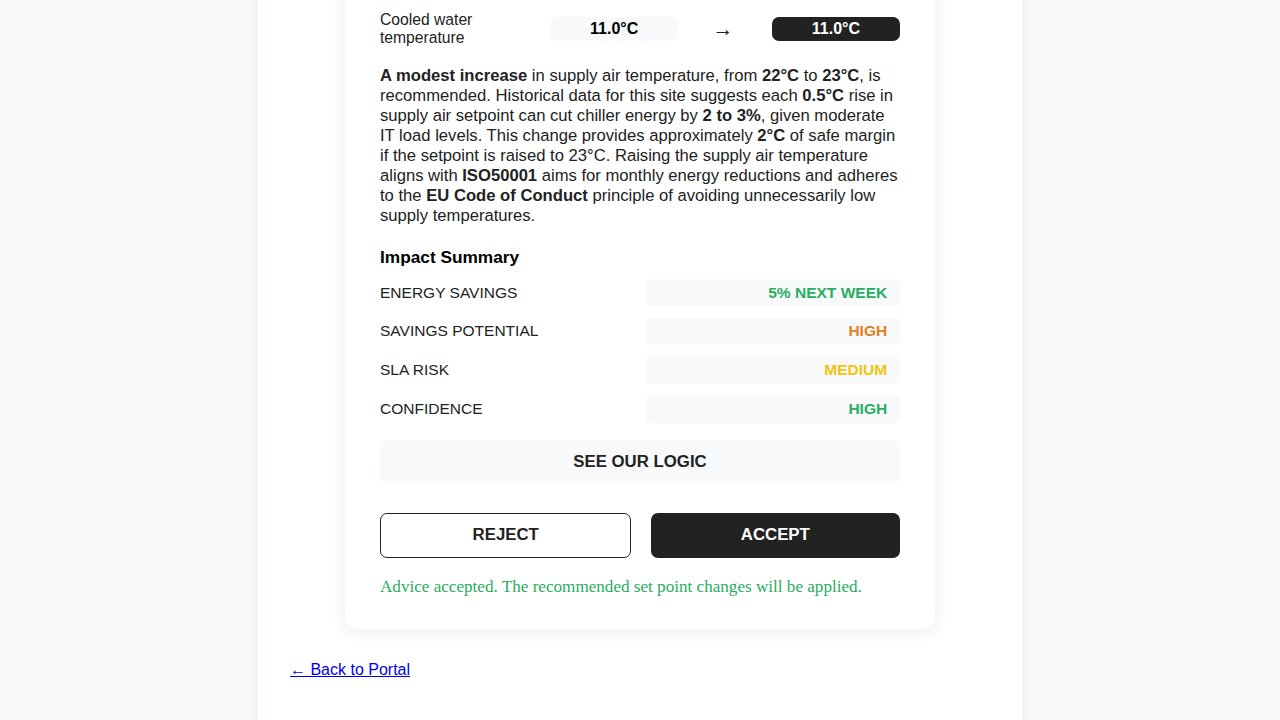 Cooled water
temperature
11.0°C
→
11.0°C
A modest increase in supply air temperature, from 22°C to 23°C, is
recommended. Historical data for this site suggests each 0.5°C rise in
supply air setpoint can cut chiller energy by 2 to 3%, given moderate
IT load levels. This change provides approximately 2°C of safe margin
if the setpoint is raised to 23°C. Raising the supply air temperature
aligns with ISO50001 aims for monthly energy reductions and adheres
to the EU Code of Conduct principle of avoiding unnecessarily low
supply temperatures.
Impact Summary
ENERGY SAVINGS
5% NEXT WEEK
SAVINGS POTENTIAL
HIGH
SLA RISK
MEDIUM
CONFIDENCE
HIGH
SEE OUR LOGIC
REJECT
ACCEPT
Advice accepted. The recommended set point changes will be applied.
← Back to Portal